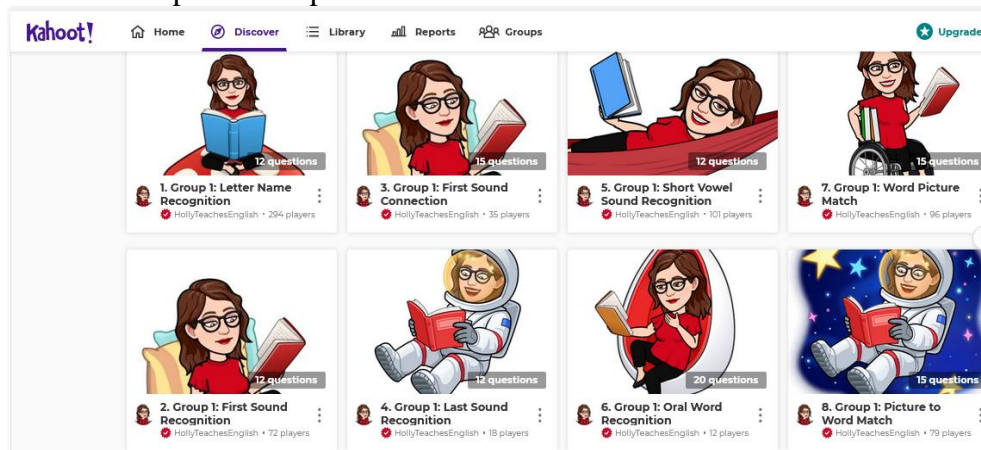 Kahoot! Home Discover Library Reports Groups Upgrade
12 questions
1. Group 1: Letter Name
Recognition
HollyTeachesEnglish • 294 players
15 questions
3. Group 1: First Sound
Connection
HollyTeachesEnglish • 35 players
12 questions
5. Group 1: Short Vowel
Sound Recognition
HollyTeachesEnglish • 101 players
15 questions
7. Group 1: Word Picture
Match
HollyTeachesEnglish • 96 players
12 questions
2. Group 1: First Sound
Recognition
HollyTeachesEnglish • 72 players
12 questions
4. Group 1: Last Sound
Recognition
HollyTeachesEnglish • 18 players
20 questions
6. Group 1: Oral Word
Recognition
HollyTeachesEnglish • 12 players
15 questions
8. Group 1: Picture to
Word Match
HollyTeachesEnglish • 79 players